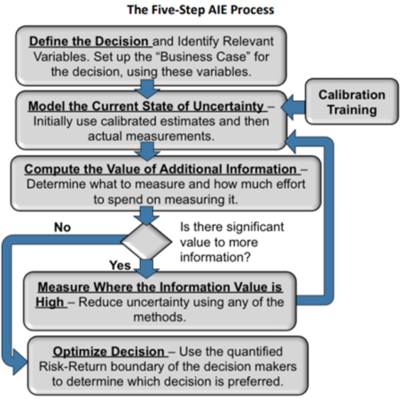 The Five-Step AIE Process
Define the Decision and Identify Relevant
Variables. Set up the “Business Case” for
the decision, using these variables.
Model the Current State of Uncertainty –
Initially use calibrated estimates and then
actual measurements.
Calibration
Training
Compute the Value of Additional Information –
Determine what to measure and how much effort
to spend on measuring it.
No
Is there significant
value to more
information?
Yes
Measure Where the Information Value is
High – Reduce uncertainty using any of the
methods.
Optimize Decision – Use the quantified
Risk-Return boundary of the decision makers
to determine which decision is preferred.